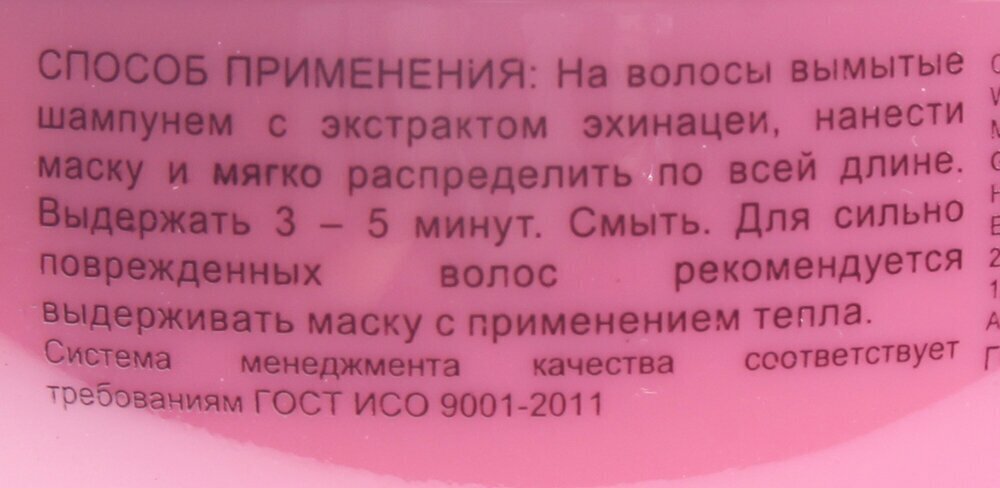 СПОСОБ ПРИМЕНЕНИЯ: На волосы вымытые
шампунем с экстрактом эхинацеи, нанести
маску и мягко распределить по всей длине.
Выдержать 3 – 5 минут. Смыть. Для сильно
поврежденных волос рекомендуется
выдерживать маску с применением тепла.
Система менеджмента качества соответствует
требованиям ГОСТ ИСО 9001-2011